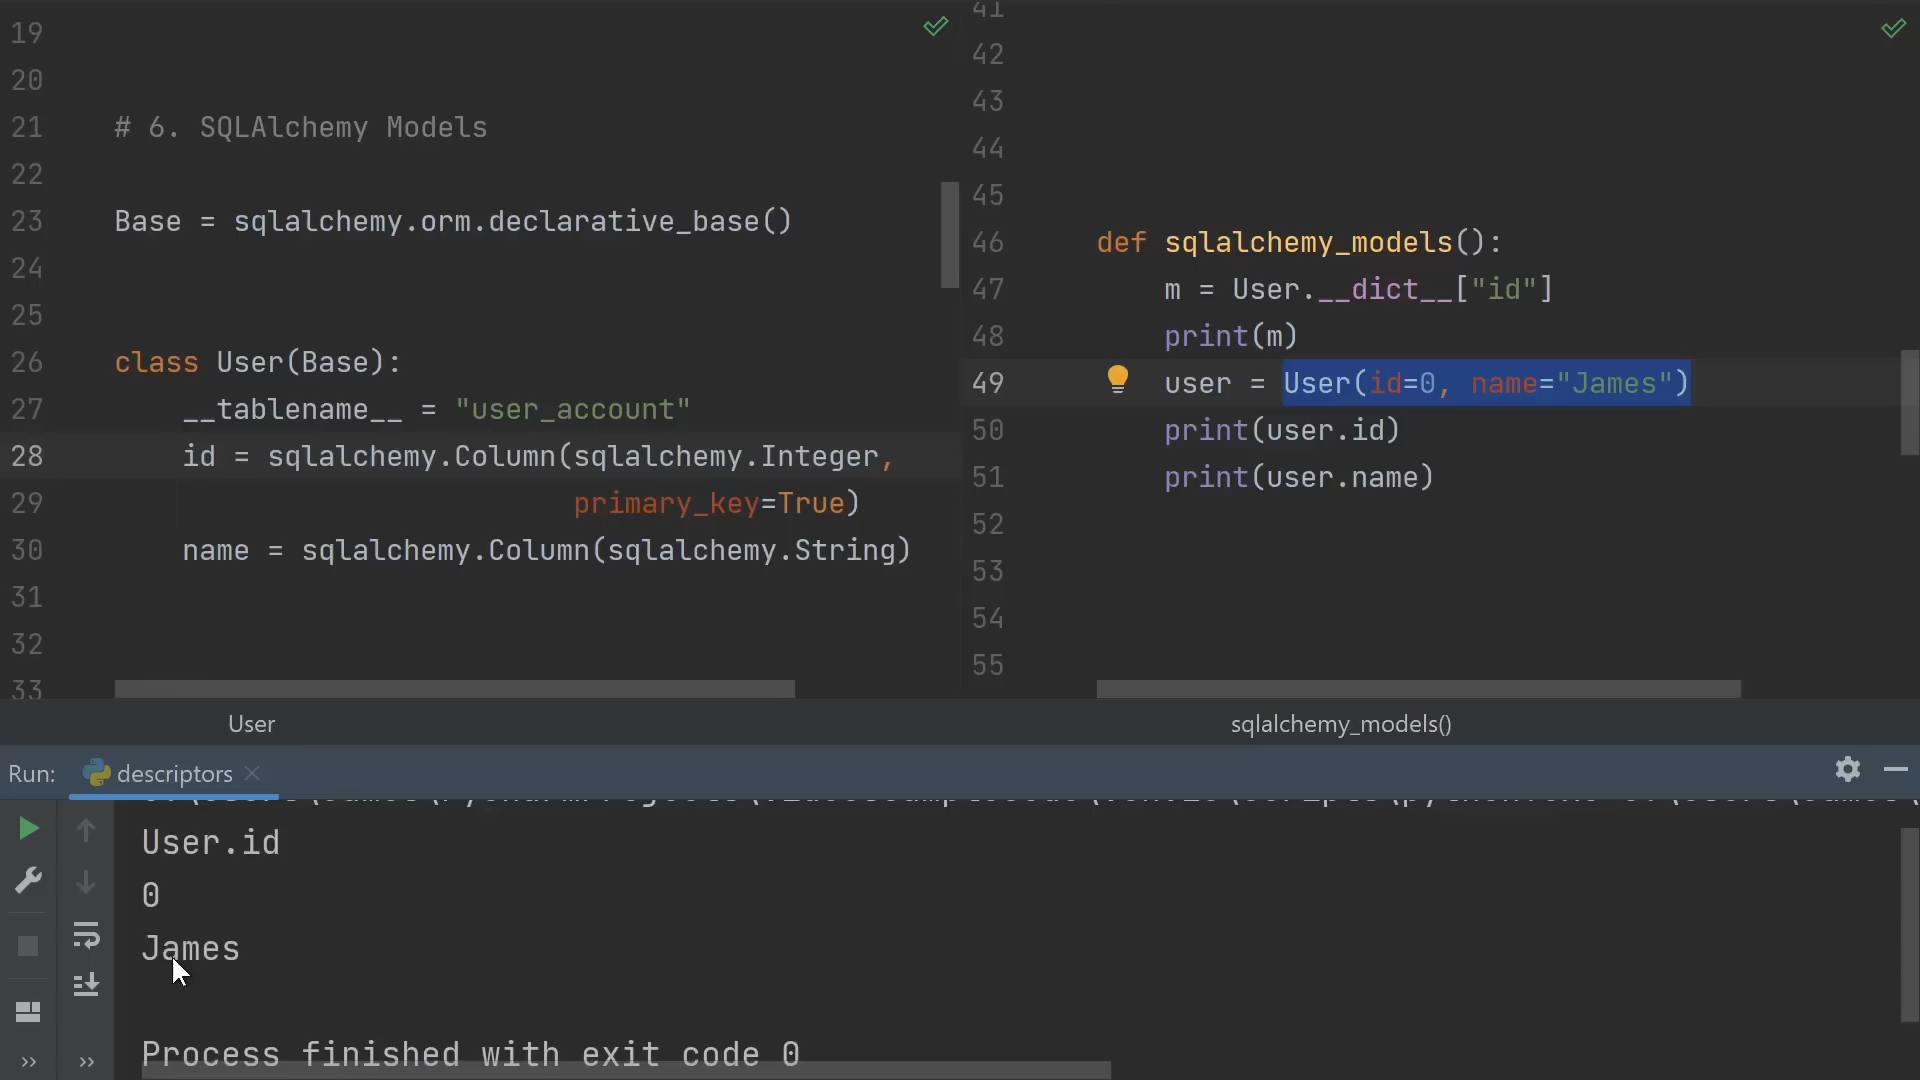 19
20
21 # 6. SQLAlchemy Models
22
23 Base = sqlalchemy.orm.declarative_base()
24
25
26 class User(Base):
27 __tablename__ = "user_account"
28 id = sqlalchemy.Column(sqlalchemy.Integer,
29 primary_key=True)
30 name = sqlalchemy.Column(sqlalchemy.String)
31
32
33
41
42
43
44
45
46 def sqlalchemy_models():
47 m = User.__dict__["id"]
48 print(m)
49 user = User(id=0, name="James")
50 print(user.id)
51 print(user.name)
52
53
54
55
User
sqlalchemy_models()
Run: descriptors
User.id
0
James
Process finished with exit code 0